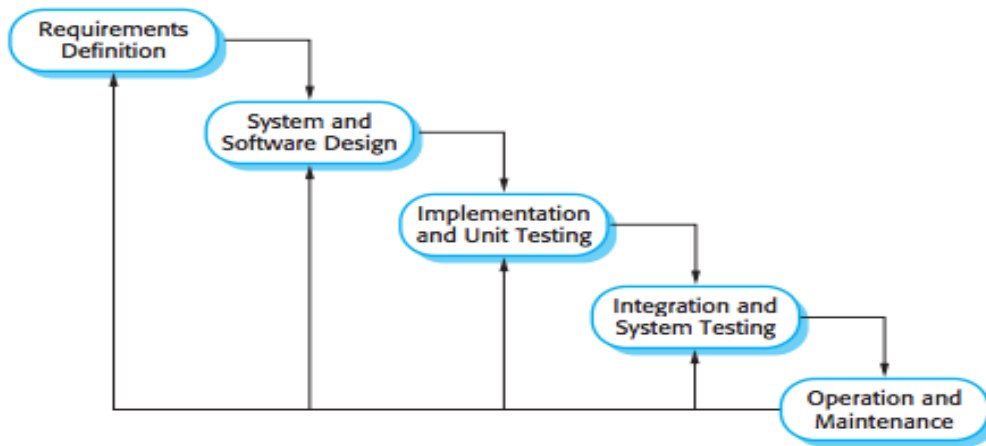 Requirements
Definition
System and
Software Design
Implementation
and Unit Testing
Integration and
System Testing
Operation and
Maintenance